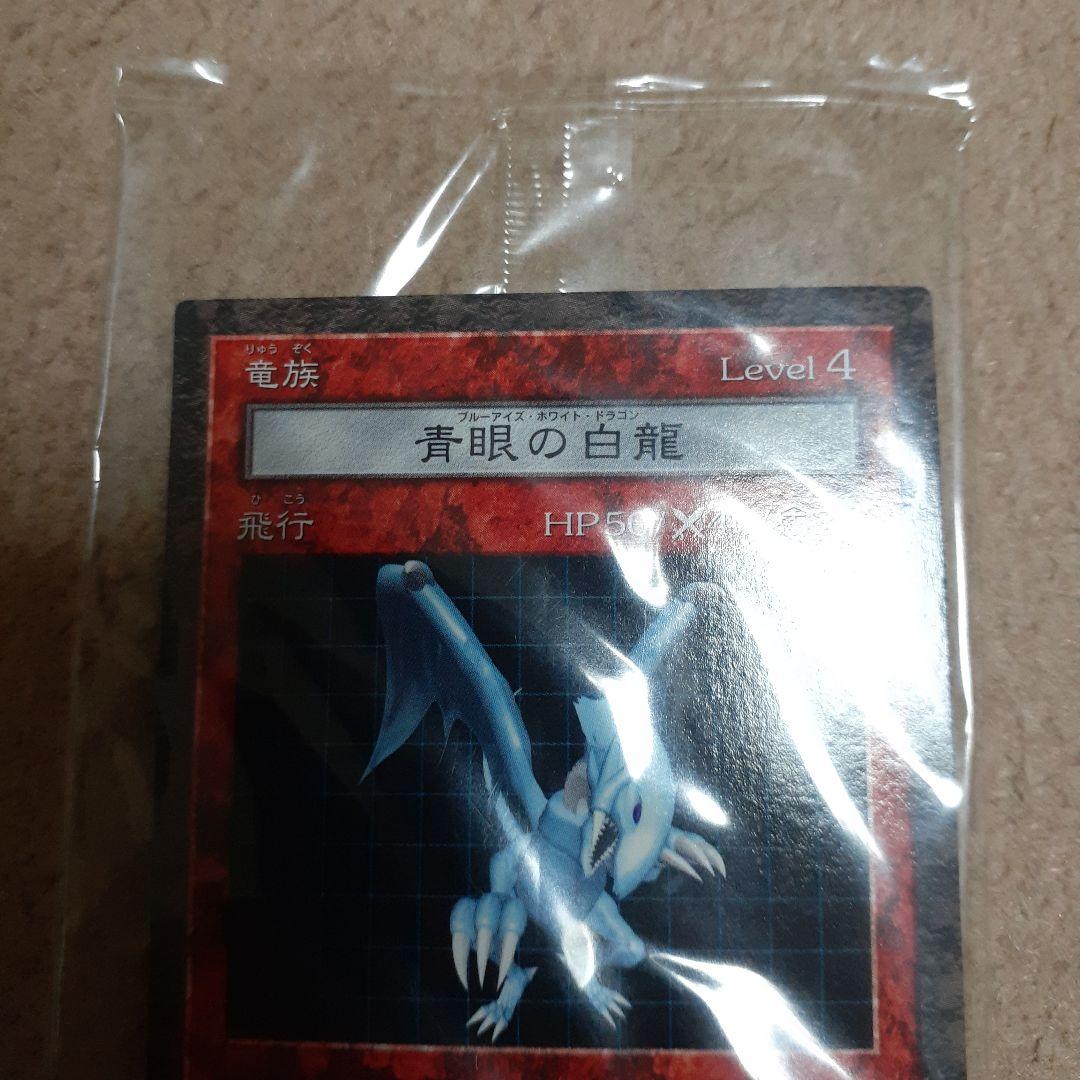 りゅう ぞく
竜族 Level 4
ブルーアイズ・ホワイト・ドラゴン
青眼の白龍
ひ こう
飛行 HP